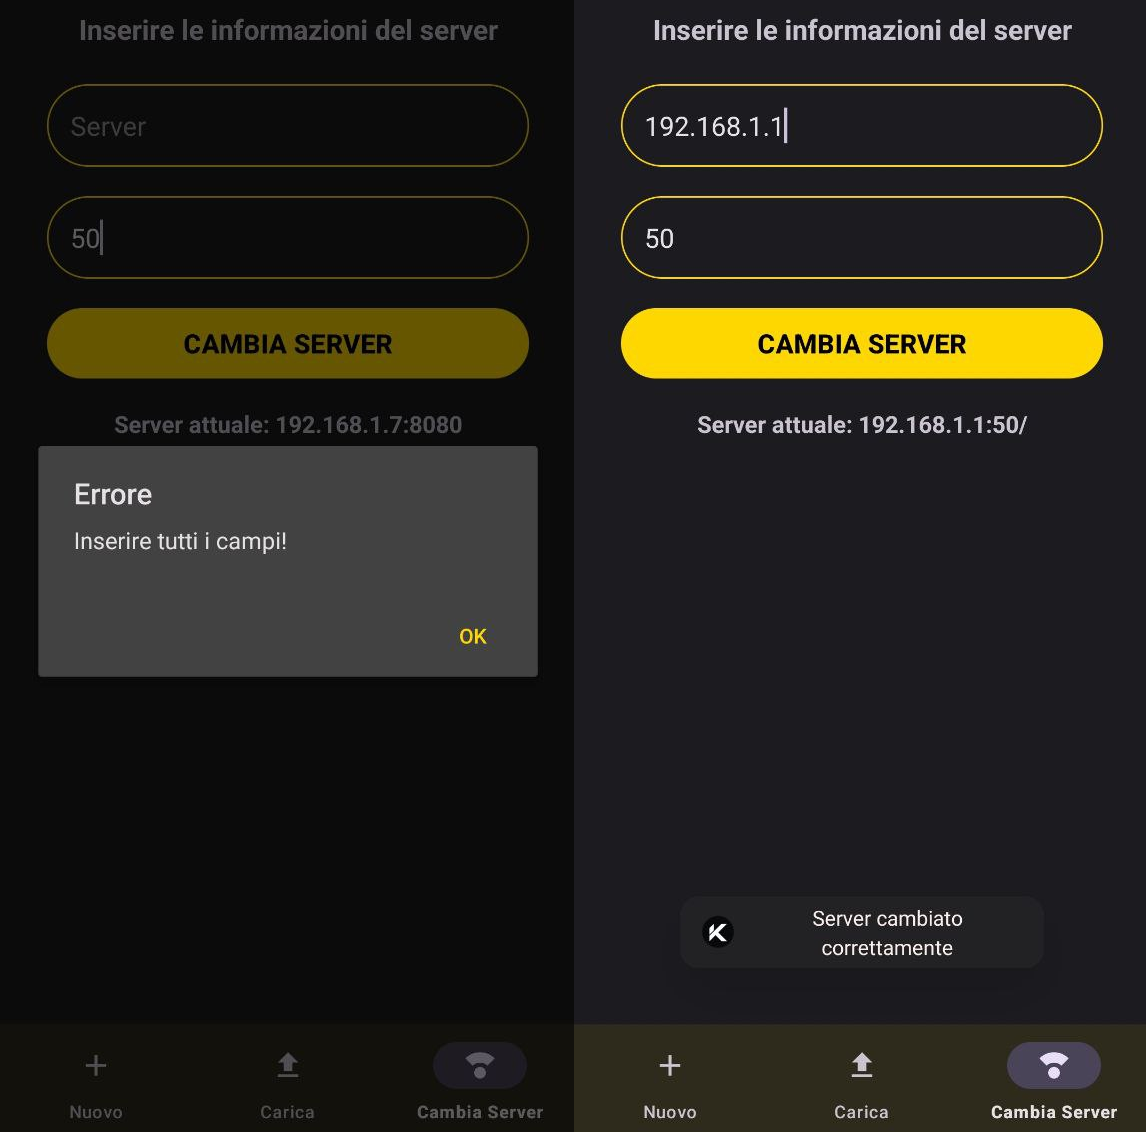 Inserire le informazioni del server
Server
50
CAMBIA SERVER
Server attuale: 192.168.1.7:8080
Errore
Inserire tutti i campi!
OK
Nuovo
Carica
Cambia Server
Inserire le informazioni del server
192.168.1.1
50
CAMBIA SERVER
Server attuale: 192.168.1.1:50/
Server cambiato
correttamente
Nuovo
Carica
Cambia Server